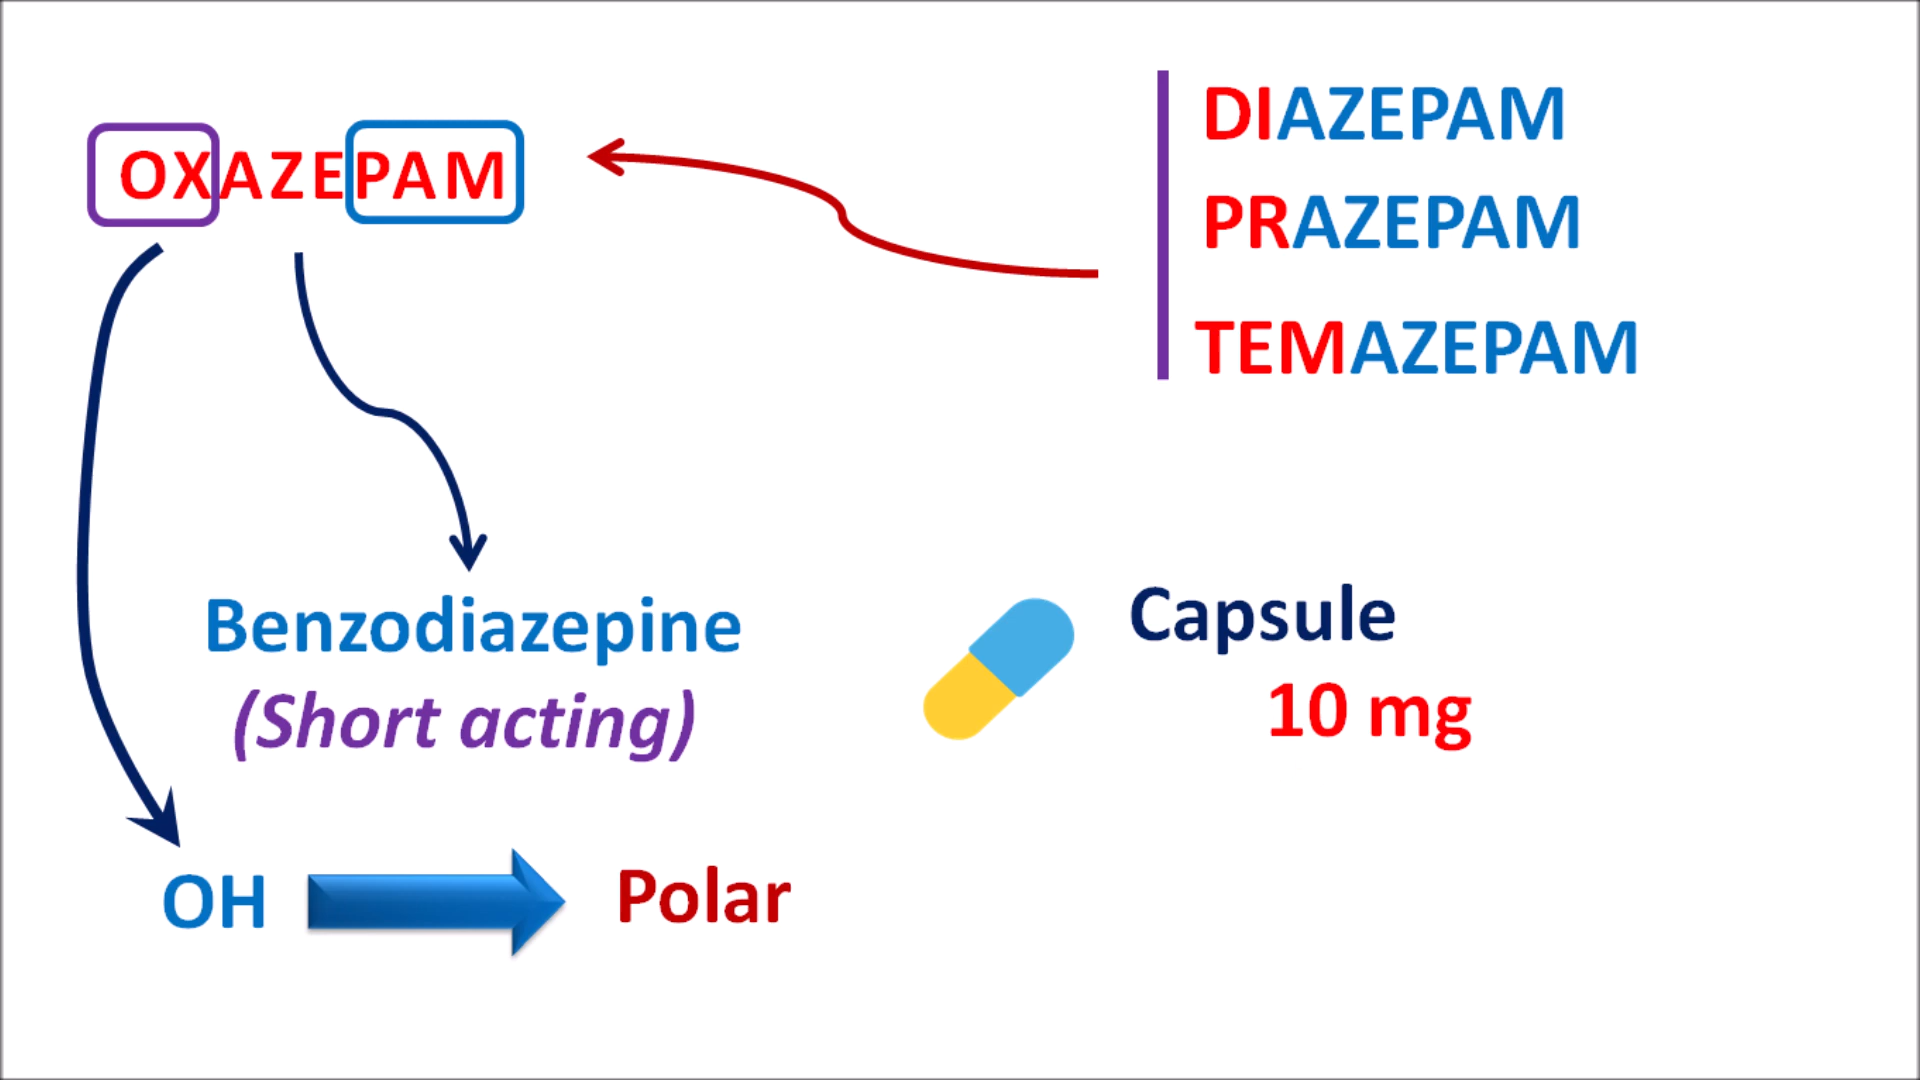 OXAZEPAM
DIAZEPAM
PRAZEPAM
TEMAZEPAM
Benzodiazepine
(Short acting)
Capsule
10 mg
OH
Polar